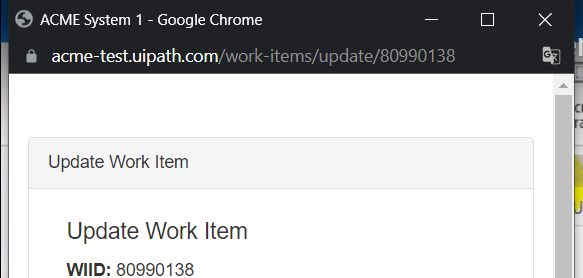 ACME System 1 - Google Chrome
acme-test.uipath.com/work-items/update/80990138
Update Work Item
Update Work Item
WIID: 80990138